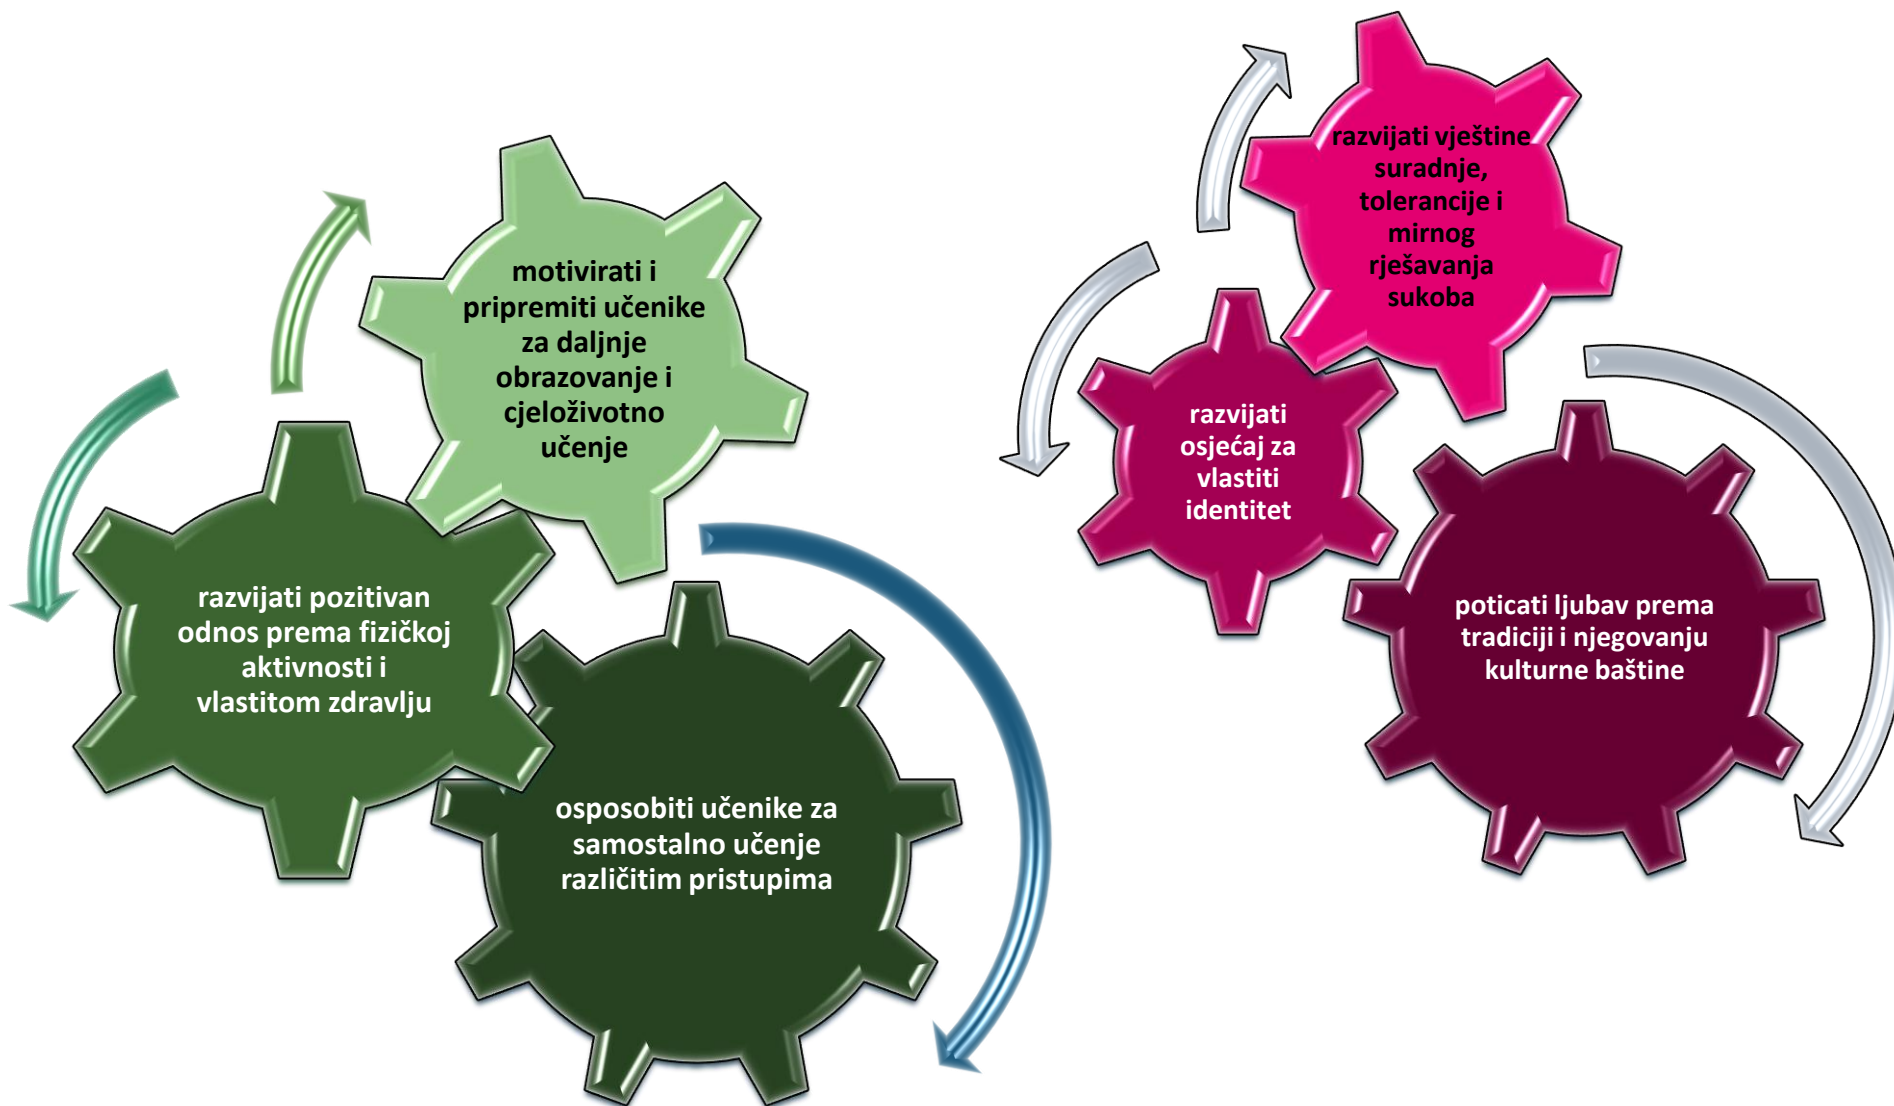 motivirati i
pripremiti učenike
za daljnje
obrazovanje i
cjeloživotno
učenje
razvijati pozitivan
odnos prema fizičkoj
aktivnosti i
vlastitom zdravlju
osposobiti učenike za
samostalno učenje
različitim pristupima
razvijati vještine
suradnje,
tolerancije i
mirnog
rješavanja
sukoba
razvijati
osjećaj za
vlastiti
identitet
poticati ljubav prema
tradiciji i njegovanju
kulturne baštine